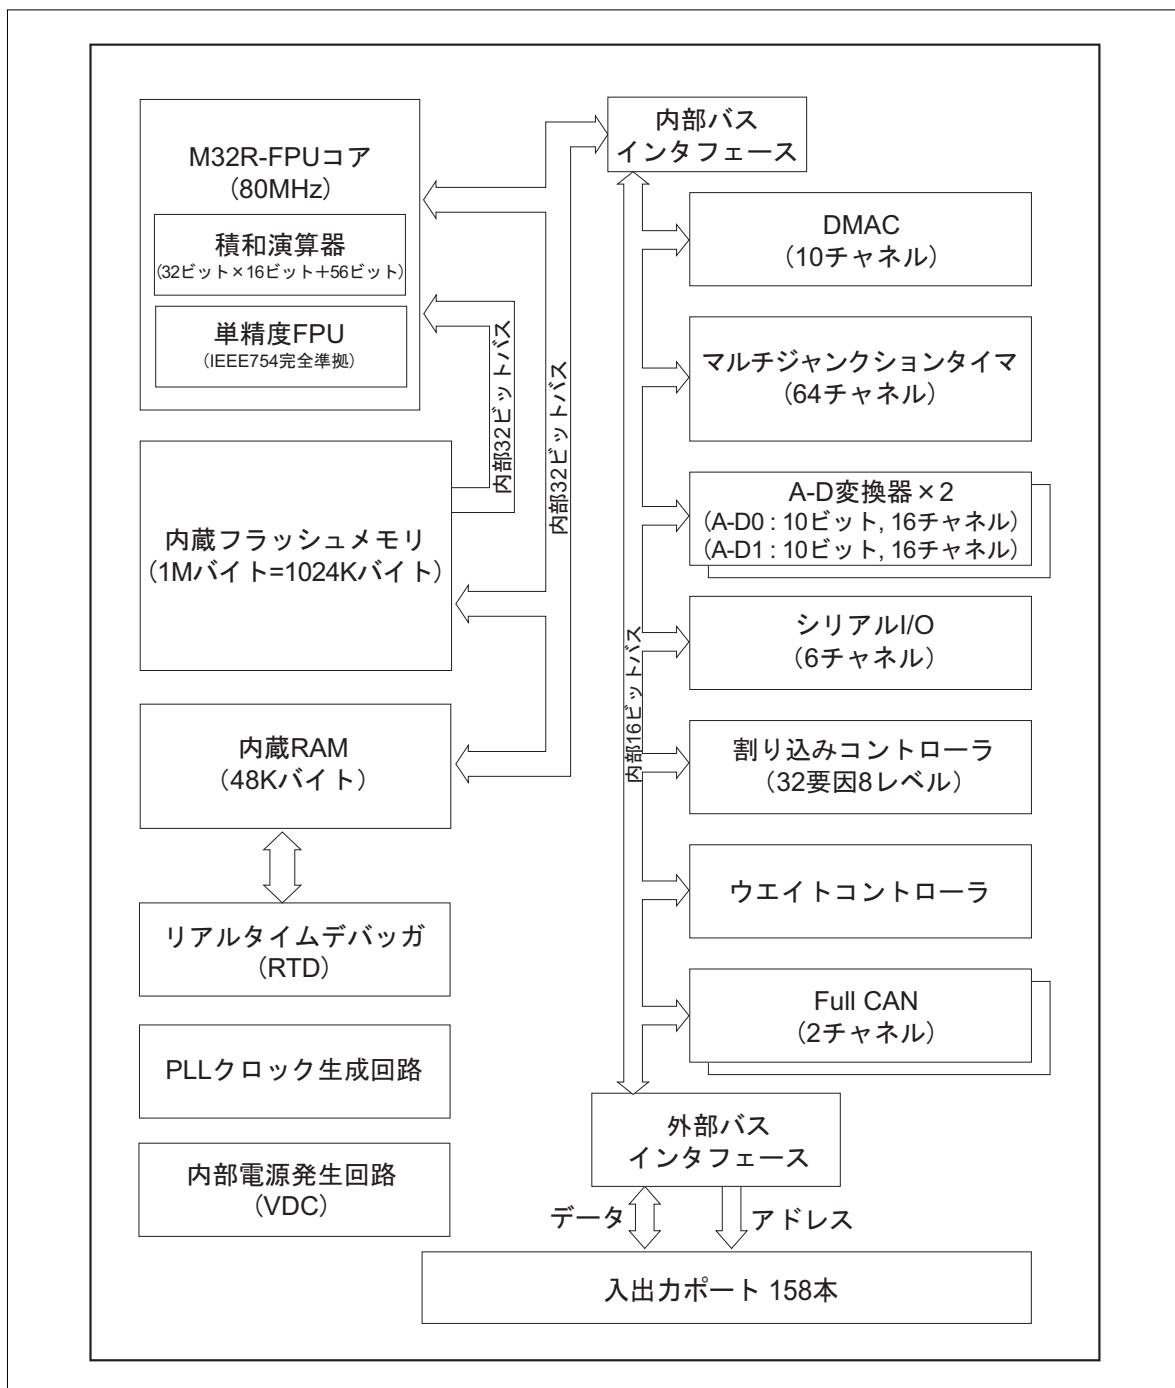 M32R-FPUコア
(80MHz)
積和演算器
(32ビット×16ビット+56ビット)
単精度FPU
(IEEE754完全準拠)
内蔵フラッシュメモリ
(1Mバイト=1024Kバイト)
内蔵RAM
(48Kバイト)
リアルタイムデバッガ
(RTD)
PLLクロック生成回路
内部電源発生回路
(VDC)
内部32ビットバス
内部32ビットバス
内部バス
インタフェース
内部16ビットバス
DMAC
(10チャネル)
マルチジャンクションタイマ
(64チャネル)
A-D変換器×2
(A-D0 : 10ビット, 16チャネル)
(A-D1 : 10ビット, 16チャネル)
シリアルI/O
(6チャネル)
割り込みコントローラ
(32要因8レベル)
ウエイトコントローラ
Full CAN
(2チャネル)
外部バス
インタフェース
データ
アドレス
入出力ポート 158本